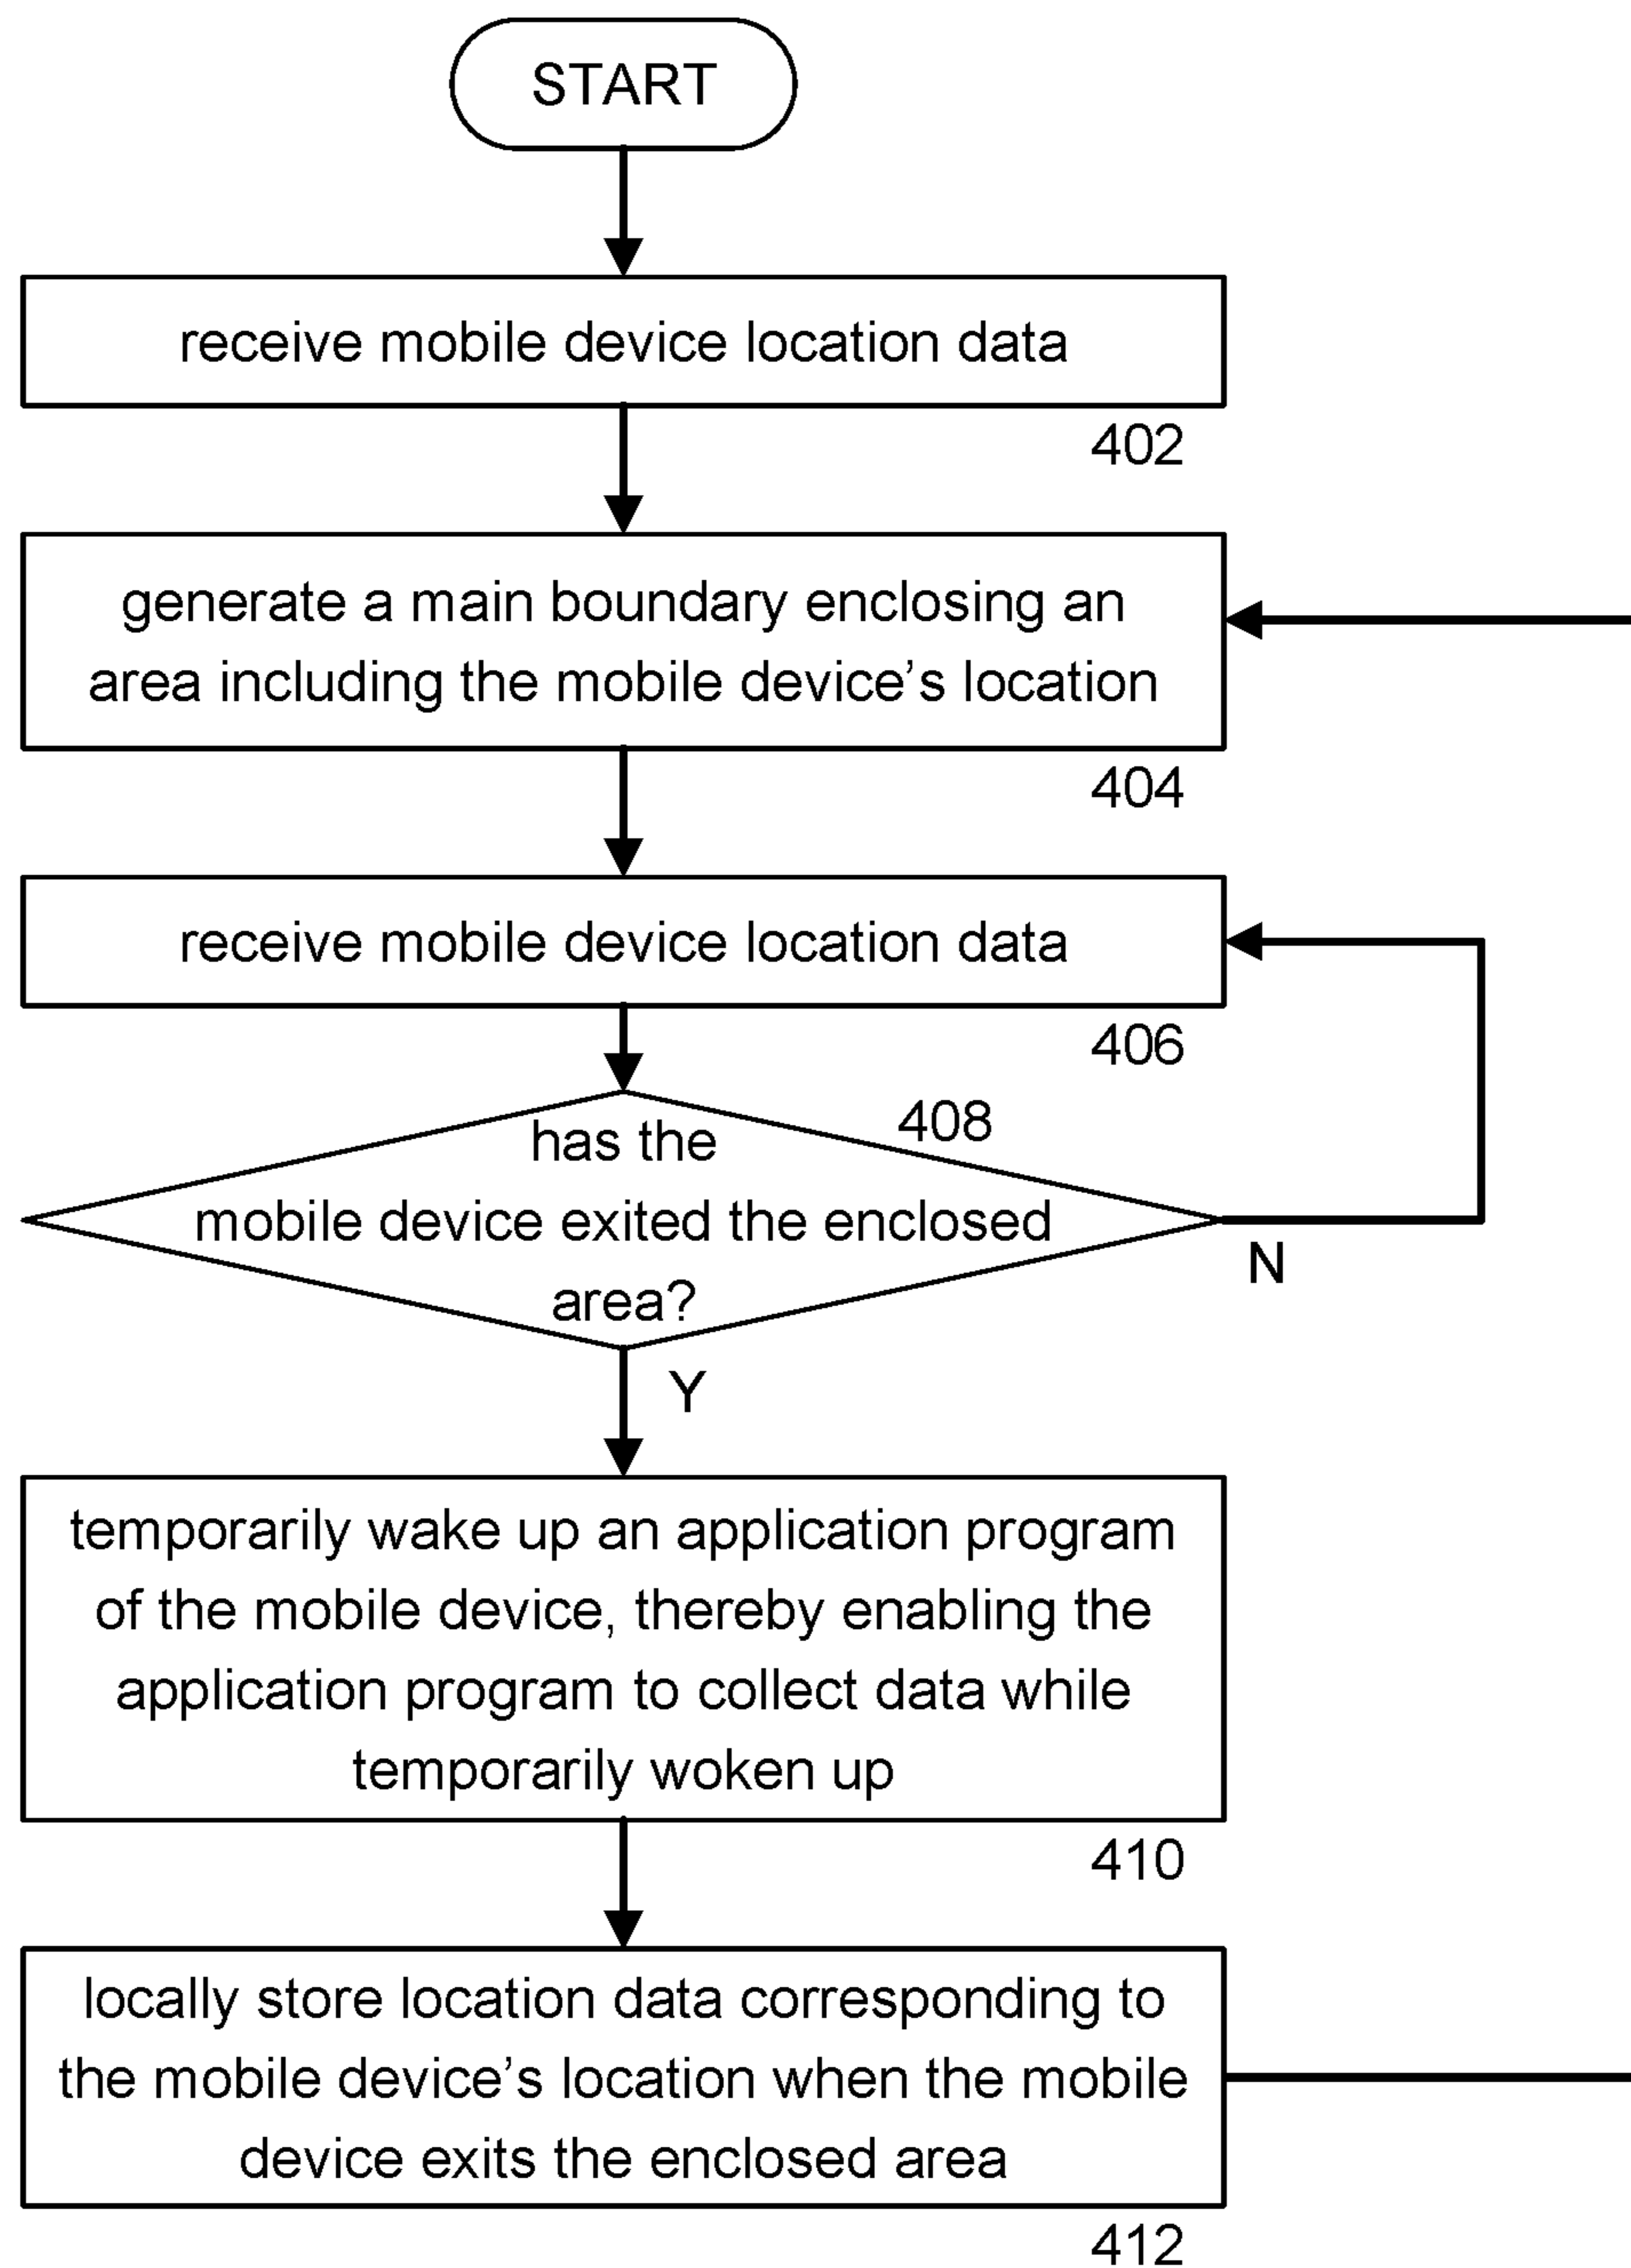 START
receive mobile device location data
402
generate a main boundary enclosing an
area including the mobile device’s location
404
receive mobile device location data
406
408
has the
mobile device exited the enclosed
area?
N
Y
temporarily wake up an application program
of the mobile device, thereby enabling the
application program to collect data while
temporarily woken up
410
locally store location data corresponding to
the mobile device’s location when the mobile
device exits the enclosed area
412